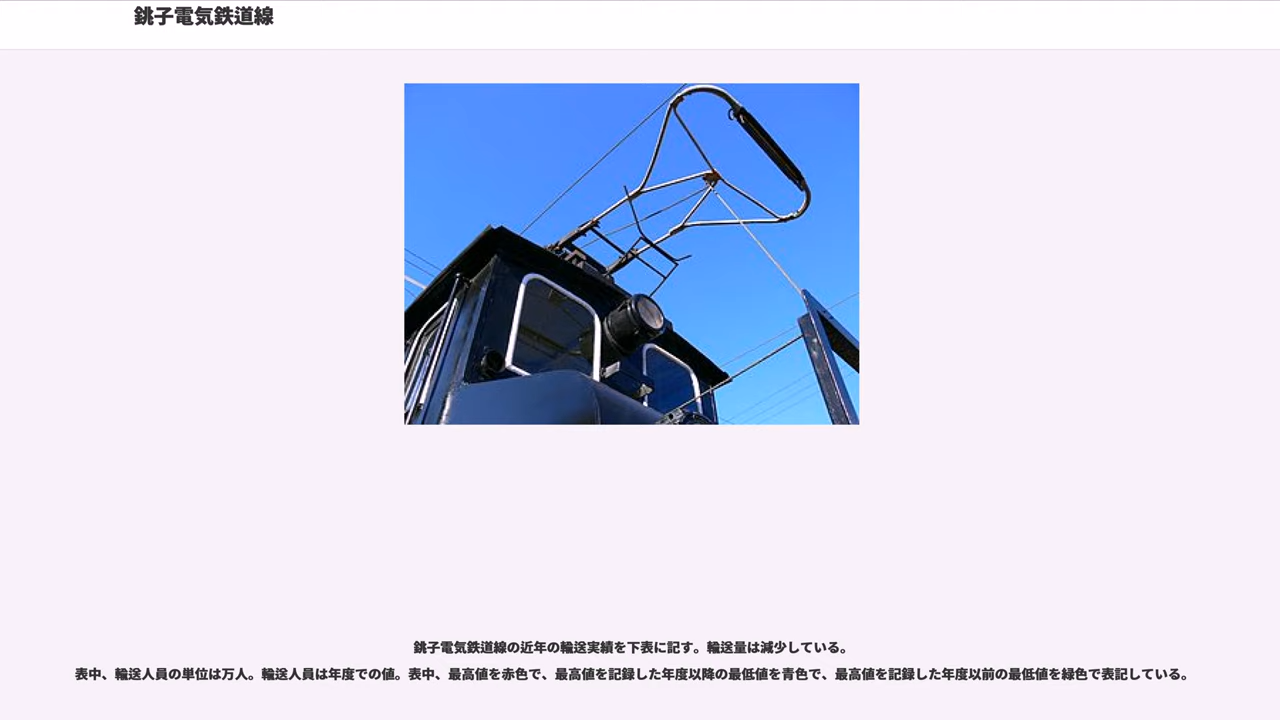 銚子電気鉄道線
銚子電気鉄道線の近年の輸送実績を下表に記す。輸送量は減少している。
表中、輸送人員の単位は万人。輸送人員は年度での値。表中、最高値を赤色で、最高値を記録した年度以降の最低値を青色で、最高値を記録した年度以前の最低値を緑色で表記している。